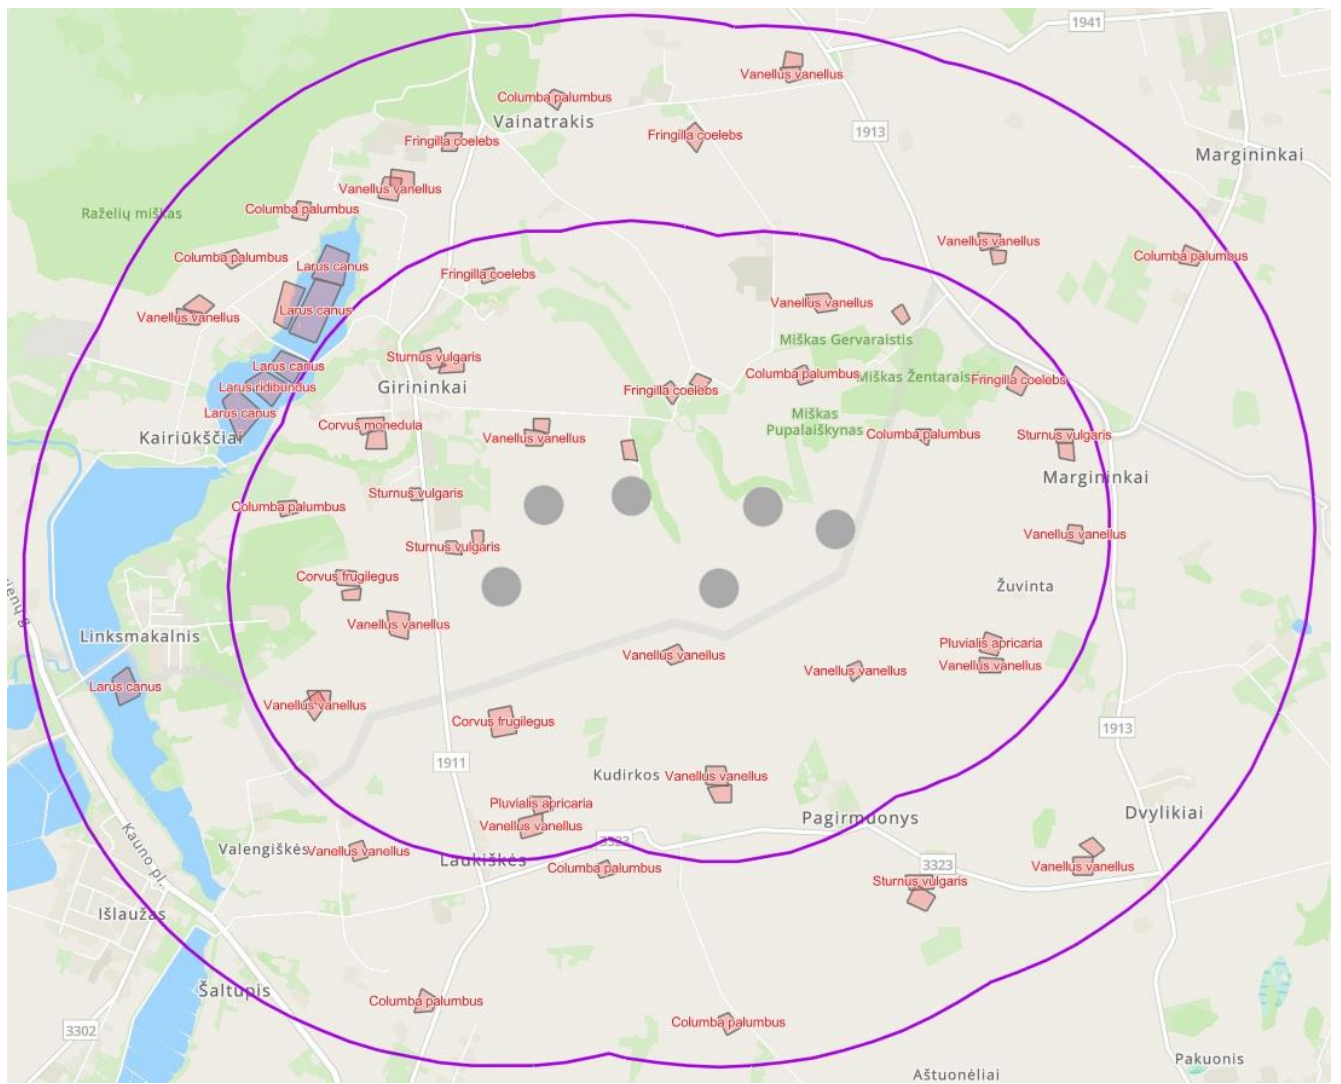 1941
Vanellus vanellus
Columba palumbus
Vainatrakis
1913
Fringilla coelebs
Fringilla coelebs
Margininkai
Vanellus vanellus
Columba palumbus
Raželių miškas
Vanellus vanellus
Columba palumbus
Columba palumbus
Larus canus
Fringilla coelebs
Vanellus vanellus
Larus canus
Vanellus vanellus
Miškas Gervaraistis
Sturnus vulgaris
Larus canus
Columba palumbus
Miškas Žentaraistis
Fringilla coelebs
Larus ridibundus
Girininkai
Fringilla coelebs
Larus canus
Miškas
Pupalaiškynas
Corvus monedula
Kairiūkščiai
Vanellus vanellus
Columba palumbus
Sturnus vulgaris
Margininkai
Sturnus vulgaris
Columba palumbus
Vanellus vanellus
Sturnus vulgaris
Corvus frugilegus
Žuvinta
Vanellus vanellus
Linksmakalnis
Pluvialis apricaria
Vanellus vanellus
Vanellus vanellus
Vanellus vanellus
Larus canus
Vanellus vanellus
Corvus frugilegus
1913
1911
Kudirkos
Vanellus vanellus
Pluvialis apricaria
Dvylikiai
Pagirmuonys
Vanellus vanellus
3323
Kauno pl.
Valengiškės
Vanellus vanellus
Laukiškės
3323
Columba palumbus
Vanellus vanellus
Sturnus vulgaris
Išlaužas
Šaltupis
Columba palumbus
Columba palumbus
3302
Pakuonis
Aštuonėliai